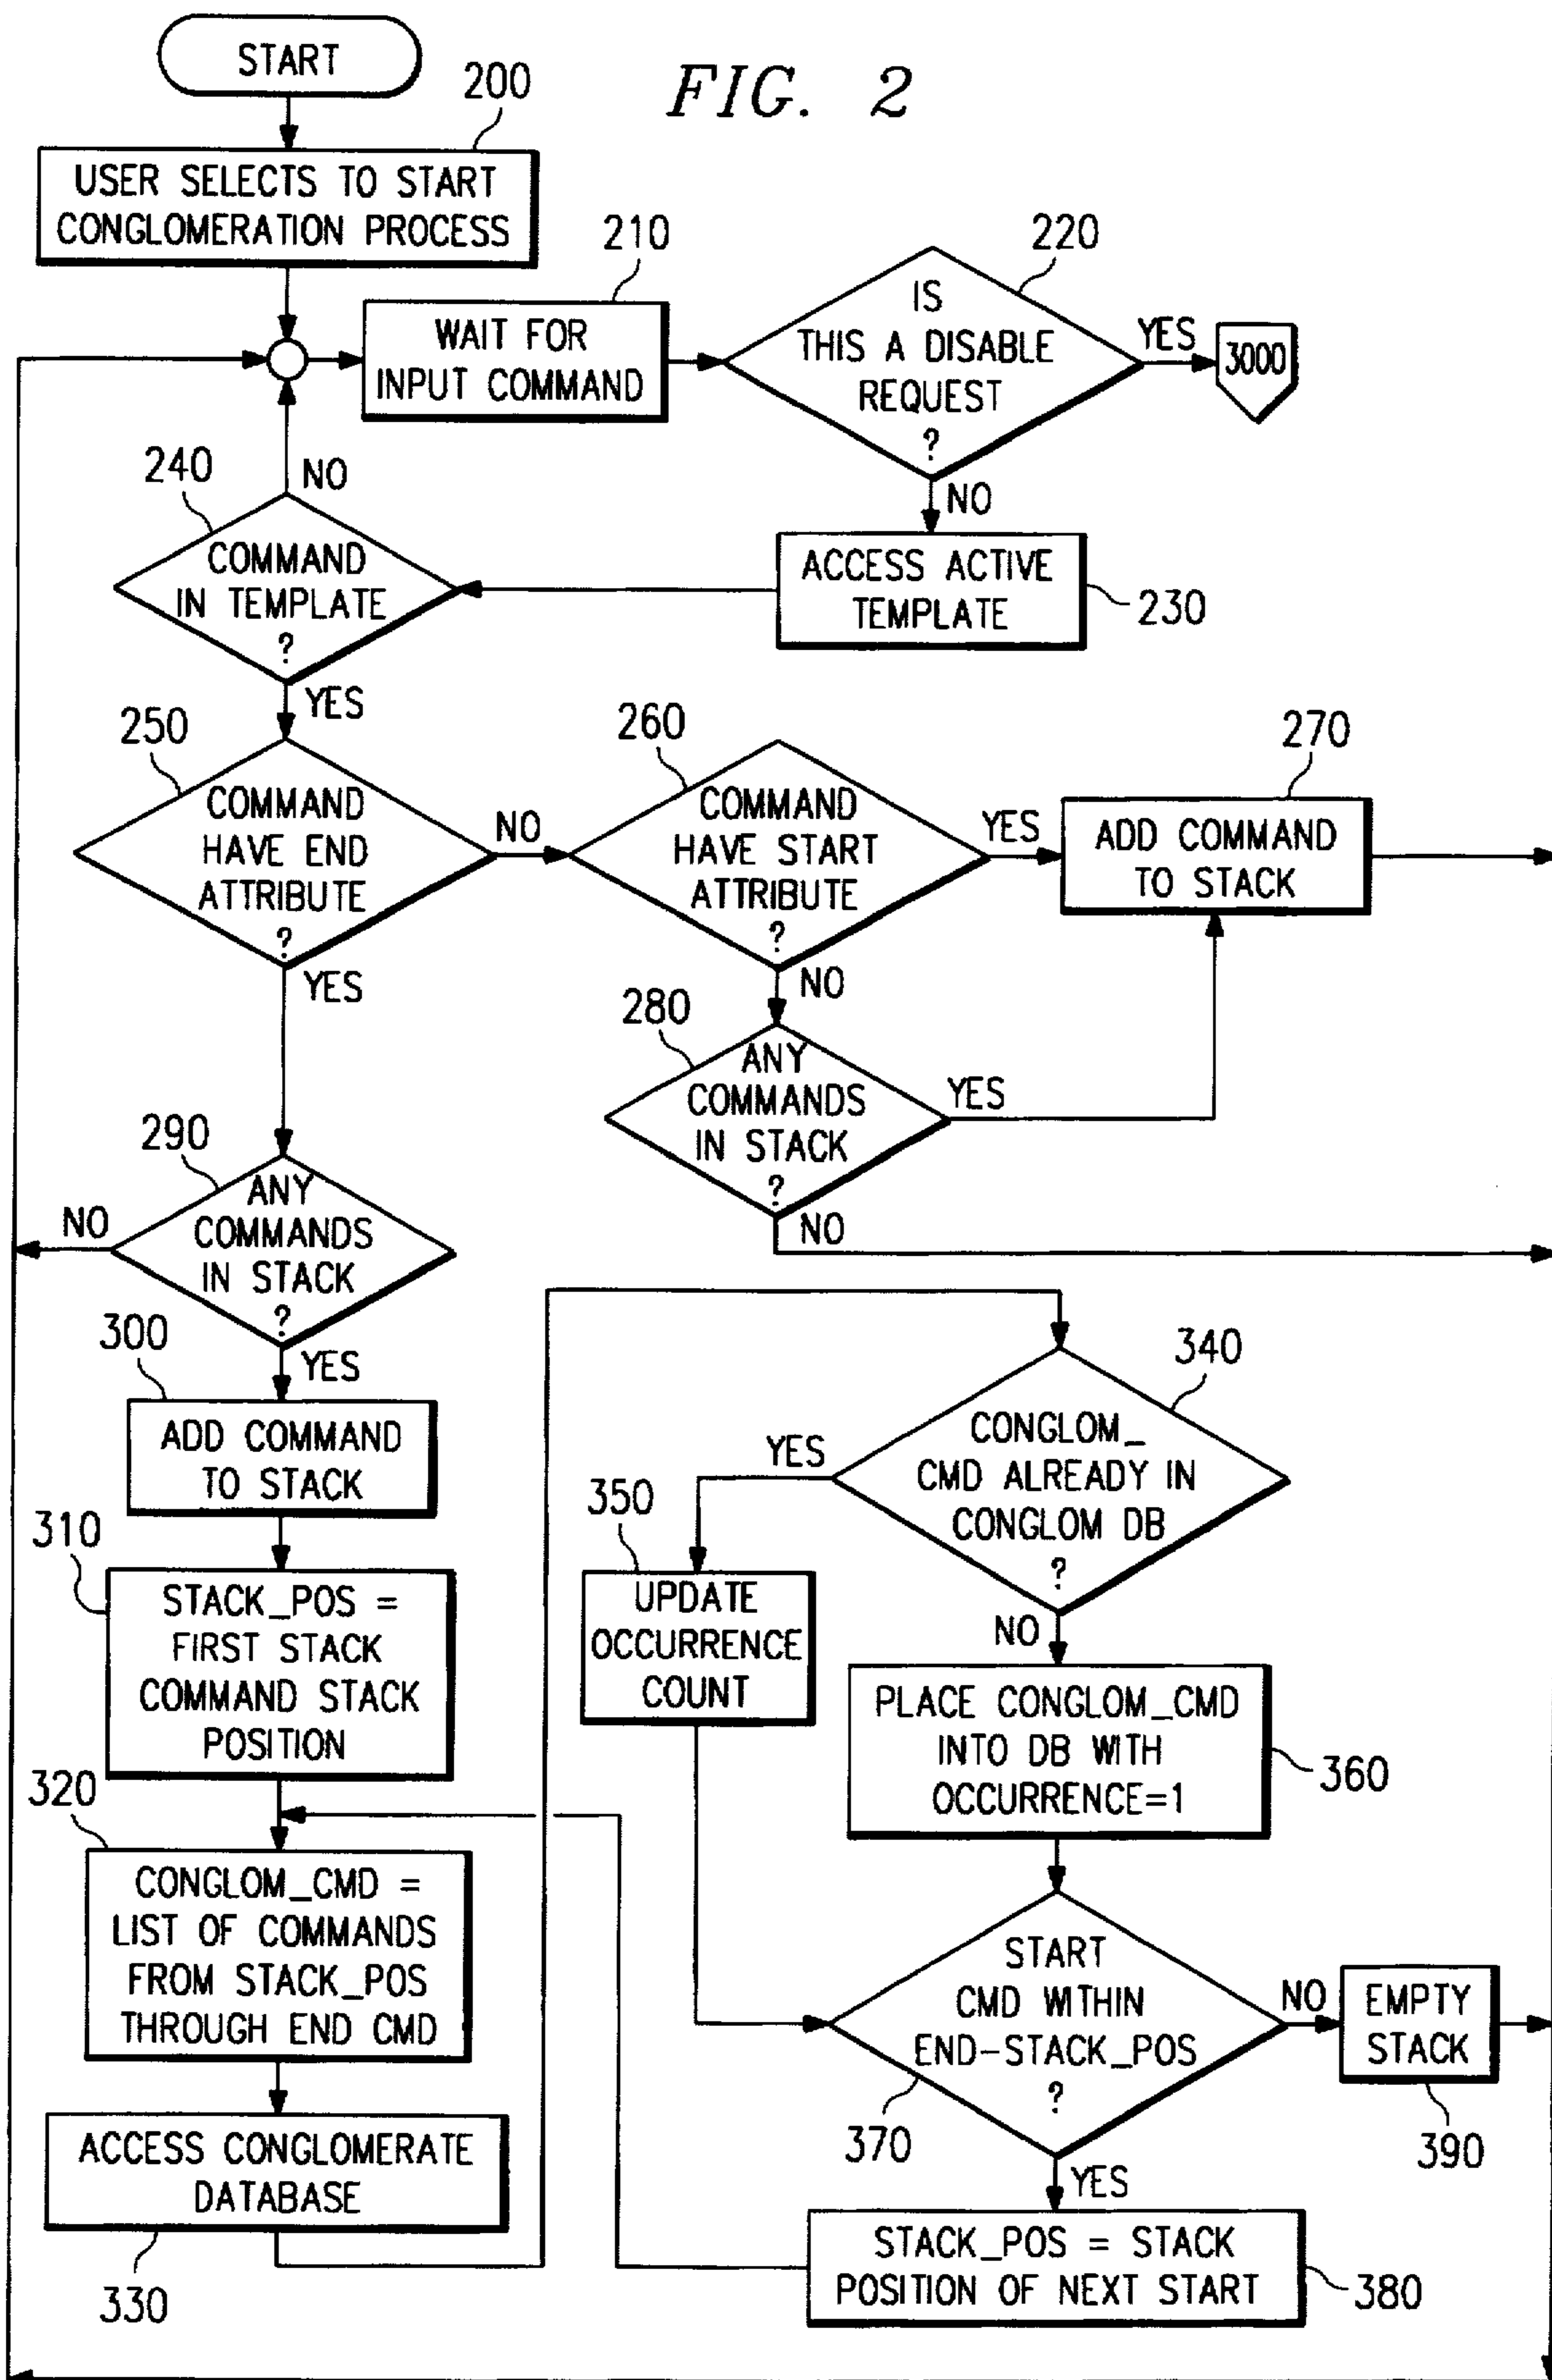 START
FIG. 2
200
USER SELECTS TO START
CONGLOMERATION PROCESS
210
WAIT FOR
INPUT COMMAND
220
IS
THIS A DISABLE
REQUEST
?
YES
3000
NO
ACCESS ACTIVE
TEMPLATE
230
240
NO
COMMAND
IN TEMPLATE
?
YES
250
COMMAND
HAVE END
ATTRIBUTE
?
NO
YES
260
COMMAND
HAVE START
ATTRIBUTE
?
YES
NO
270
ADD COMMAND
TO STACK
280
ANY
COMMANDS
IN STACK
?
YES
NO
290
ANY
COMMANDS
IN STACK
?
NO
YES
300
ADD COMMAND
TO STACK
310
STACK_POS =
FIRST STACK
COMMAND STACK
POSITION
320
CONGLOM_CMD =
LIST OF COMMANDS
FROM STACK_POS
THROUGH END CMD
ACCESS CONGLOMERATE
DATABASE
330
340
CONGLOM_
CMD ALREADY IN
CONGLOM DB
?
YES
NO
350
UPDATE
OCCURRENCE
COUNT
PLACE CONGLOM_CMD
INTO DB WITH
OCCURRENCE=1
360
START
CMD WITHIN
END-STACK_POS
?
370
NO
EMPTY
STACK
390
YES
STACK_POS = STACK
POSITION OF NEXT START
380